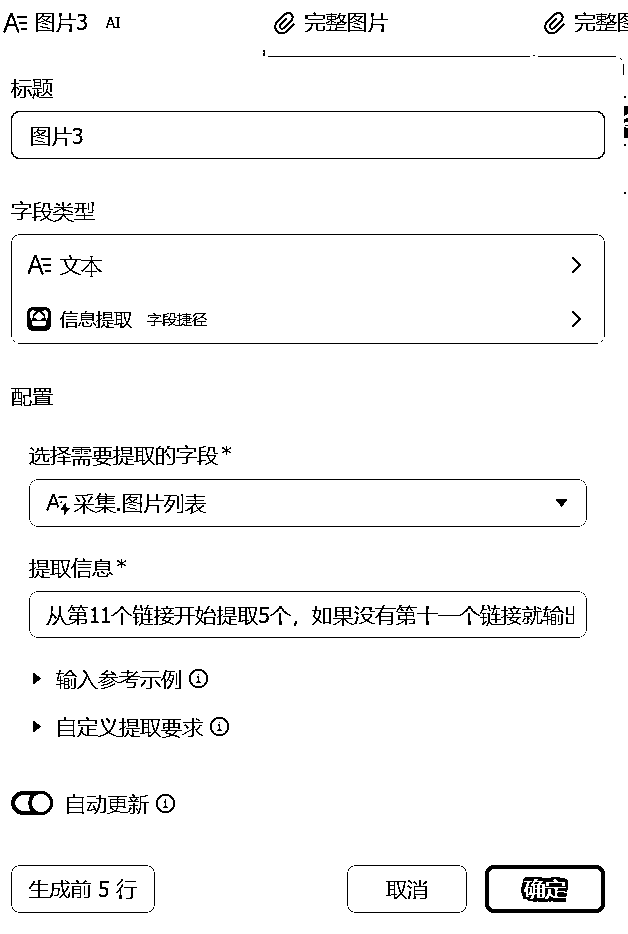 图片3 AI 完整图片 完整
标题
图片3
字段类型
文本
信息提取 字段捷径
配置
选择需要提取的字段*
采集.图片列表
提取信息*
从第11个链接开始提取5个，如果没有第十一个链接就输出
输入参考示例
自定义提取要求
自动更新
生成前 5 行 取消 确定